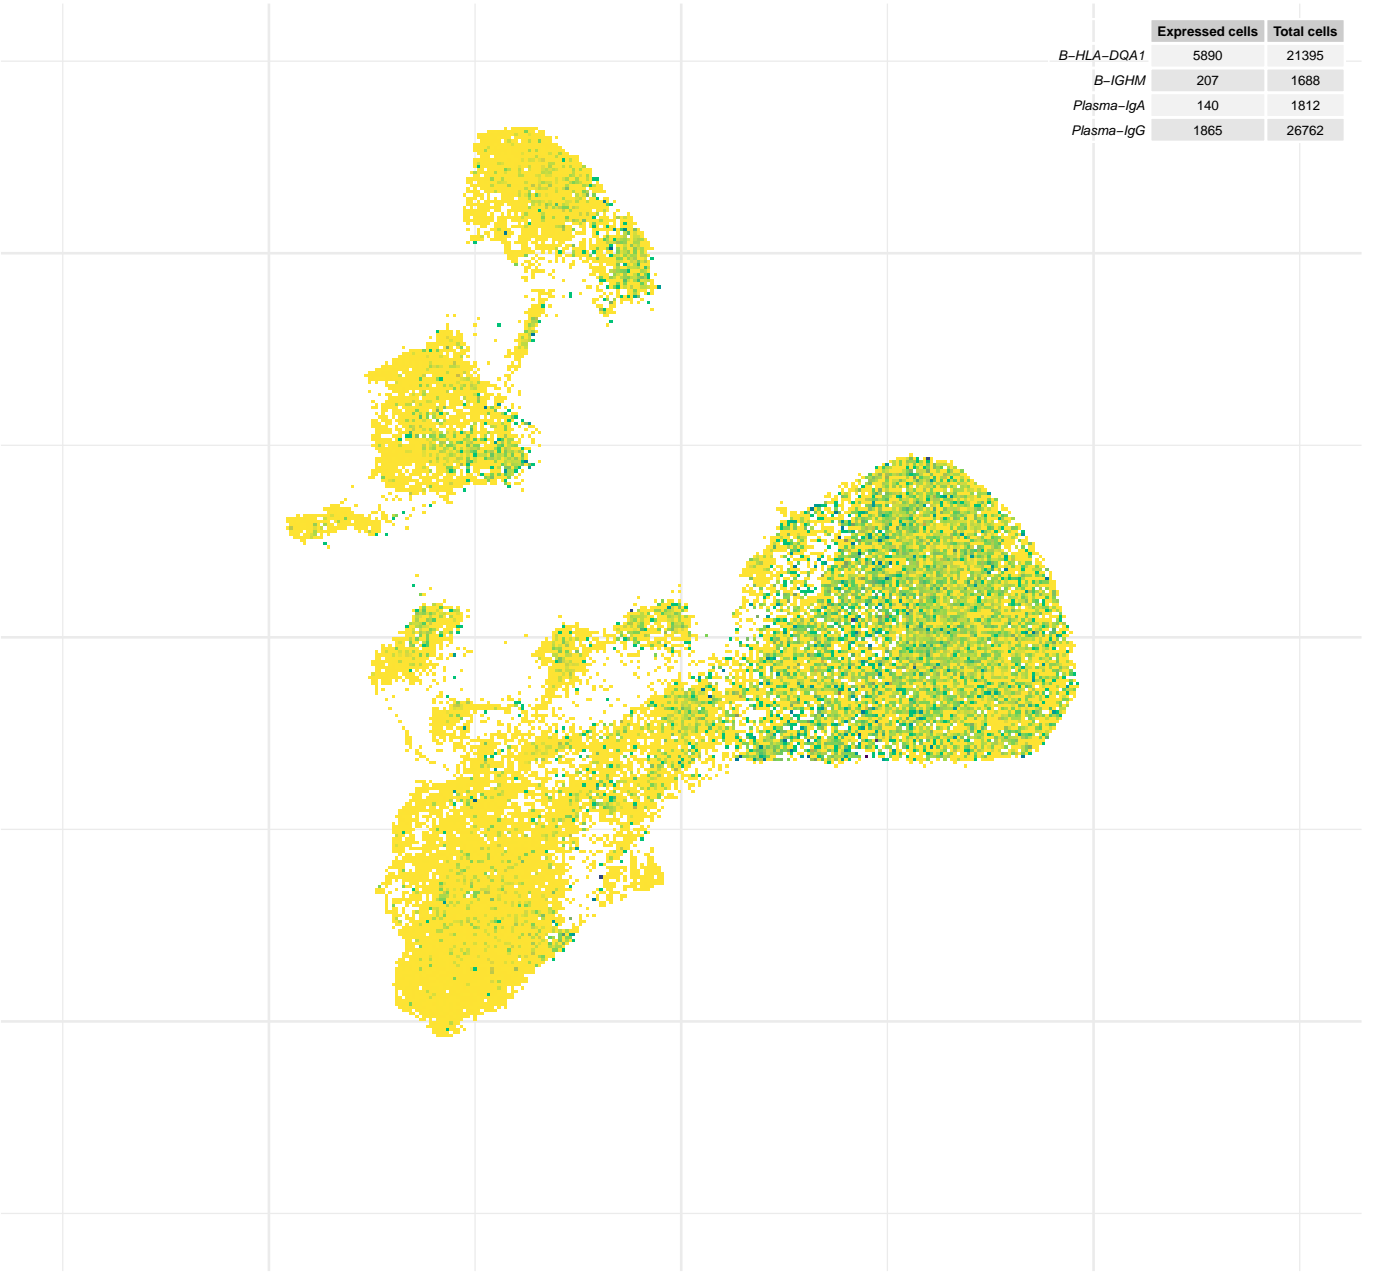 Expressed cells Total cells
B−HLA−DQA1 5890 21395
B−IGHM 207 1688
Plasma−IgA 140 1812
Plasma−IgG 1865 26762